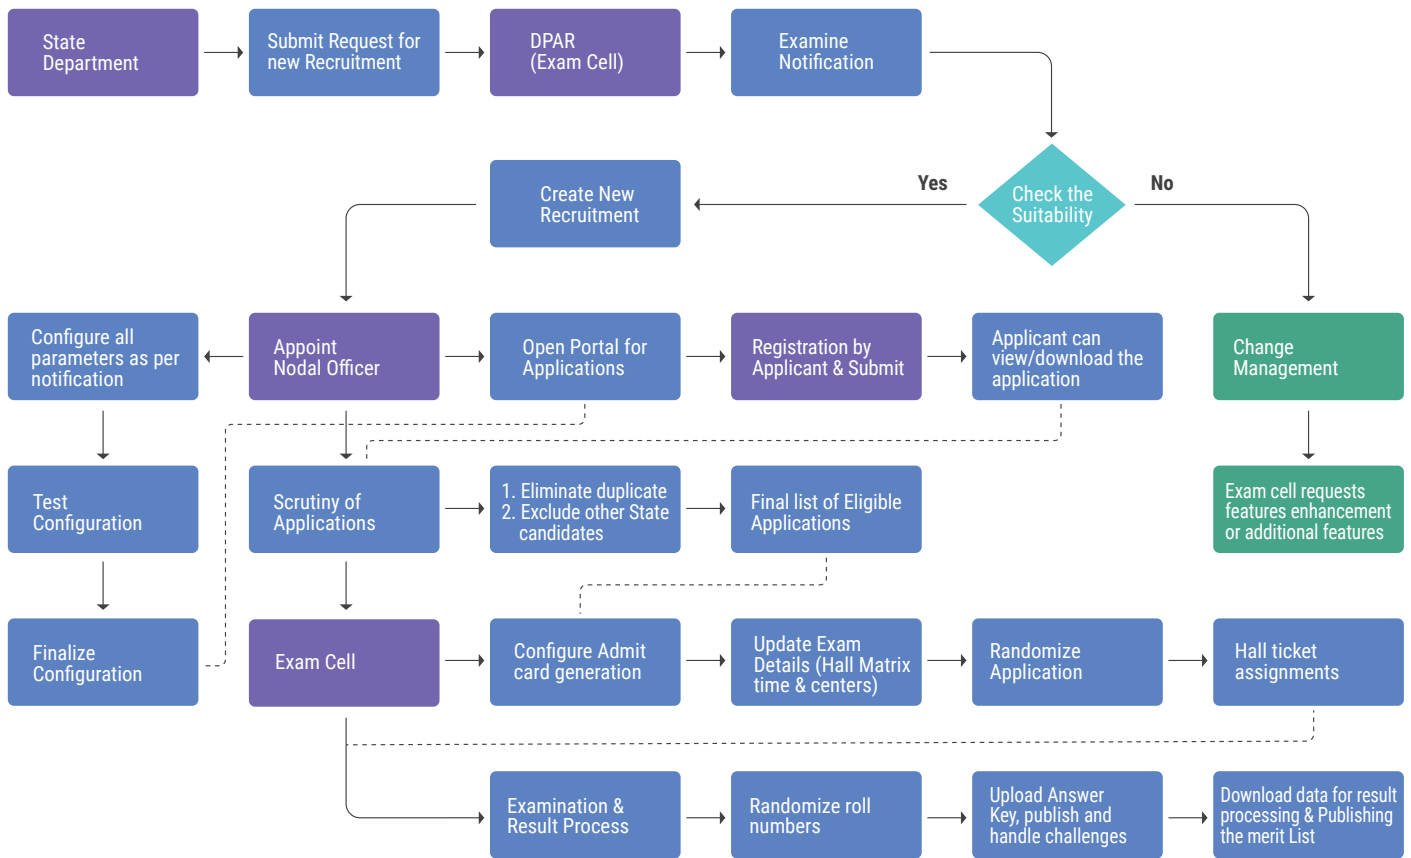 State
Department
Submit Request for
new Recruitment
DPAR
(Exam Cell)
Examine
Notification
Create New
Recruitment
Yes
Check the
Suitability
No
Configure all
parameters as per
notification
Appoint
Nodal Officer
Open Portal for
Applications
Registration by
Applicant & Submit
Applicant can
view/download the
application
Change
Management
Test
Configuration
Scrutiny of
Applications
1. Eliminate duplicate
2. Exclude other State
candidates
Final list of Eligible
Applications
Exam cell requests
features enhancement
or additional features
Finalize
Configuration
Exam Cell
Configure Admit
card generation
Update Exam
Details (Hall Matrix
time & centers)
Randomize
Application
Hall ticket
assignments
Examination &
Result Process
Randomize roll
numbers
Upload Answer
Key, publish and
handle challenges
Download data for result
processing & Publishing
the merit List